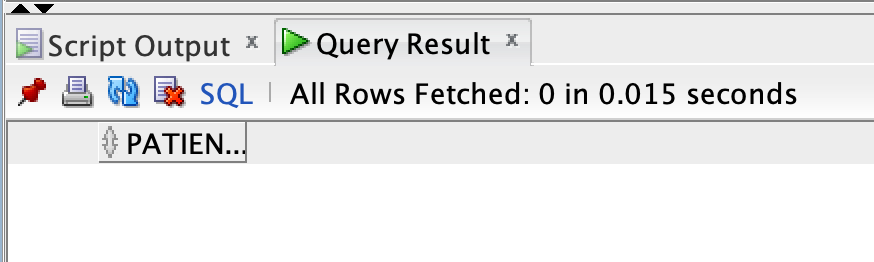 Script Output x Query Result x
SQL All Rows Fetched: 0 in 0.015 seconds
PATIEN...